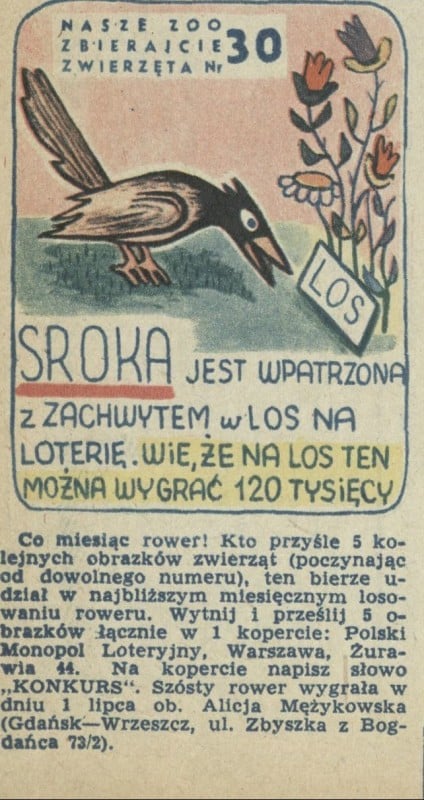 NASZE ZOO
ZBIERAJCIE
ZWIERZĘTA Nr 30
LOS
SROKA JEST WPATRZONA
z ZACHWYTEM w LOS NA
LOTERIĘ. WIE, ŻE NA LOS TEN
MOŻNA WYGRAĆ 120 TYSIĘCY
Co miesiąc rower! Kto przyśle 5 ko-
lejnych obrazków zwierząt (poczynając
od dowolnego numeru), ten bierze u-
dział w najbliższym miesięcznym loso-
waniu roweru. Wytnij i prześlij 5 o-
brazków łącznie w 1 kopercie: Polski
Monopol Loteryjny, Warszawa, Żura-
wia 44. Na kopercie napisz słowo
„KONKURS“. Szósty rower wygrała w
dniu 1 lipca ob. Alicja Mężykowska
(Gdańsk—Wrzeszcz, ul. Zbyszka z Bog-
dańca 73/2).